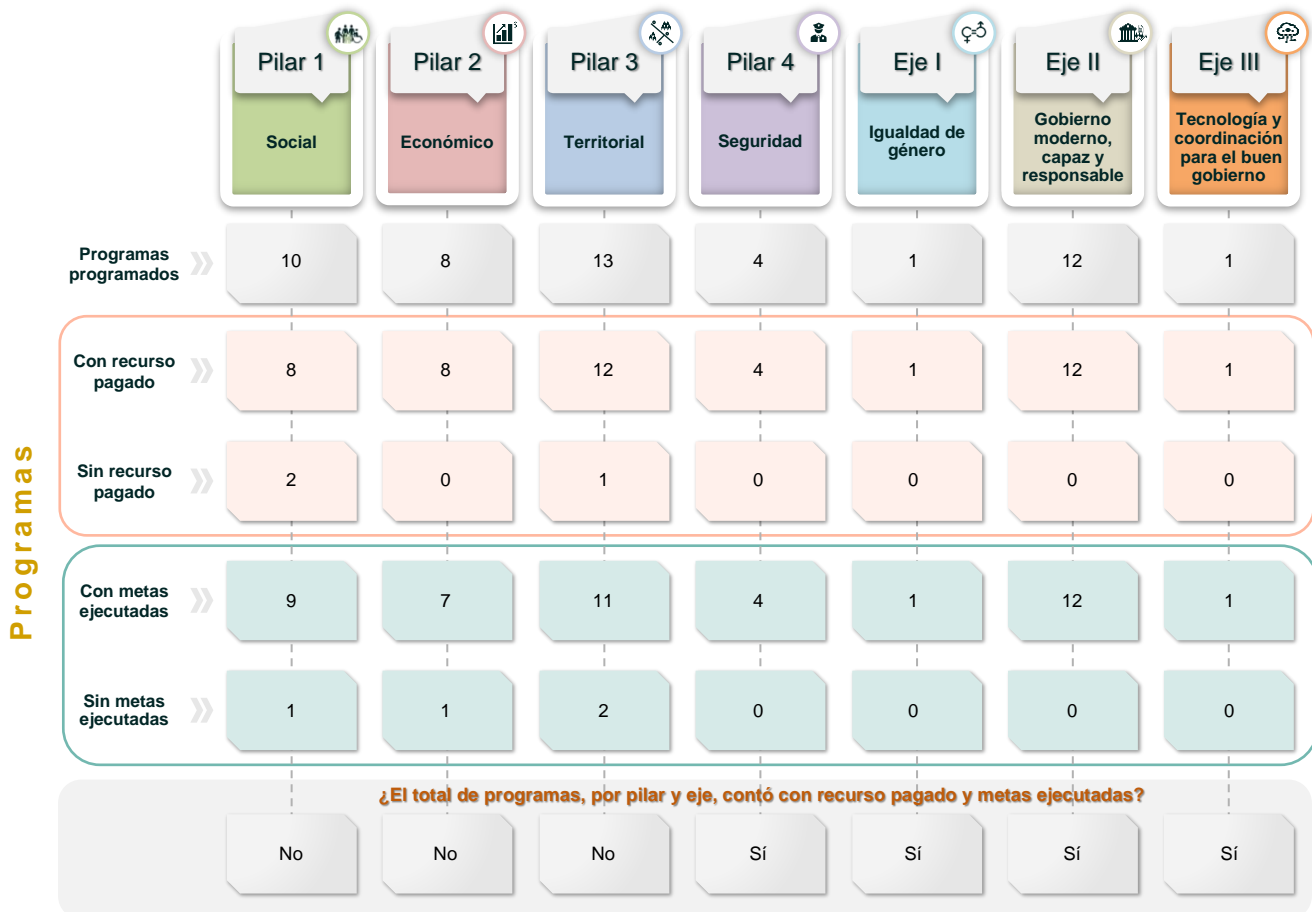 Pilar 1
Pilar 2
Pilar 3
Pilar 4
Eje I
Eje II
Eje III
Social
Económico
Territorial
Seguridad
Igualdad de
género
Gobierno
moderno,
capaz y
responsable
Tecnología y
coordinación
para el buen
gobierno
Programas
Programas
programados
10
8
13
4
1
12
1
Con recurso
pagado
8
8
12
4
1
12
1
Sin recurso
pagado
2
0
1
0
0
0
0
Con metas
ejecutadas
9
7
11
4
1
12
1
Sin metas
ejecutadas
1
1
2
0
0
0
0
¿El total de programas, por pilar y eje, contó con recurso pagado y metas ejecutadas?
No
No
No
Sí
Sí
Sí
Sí